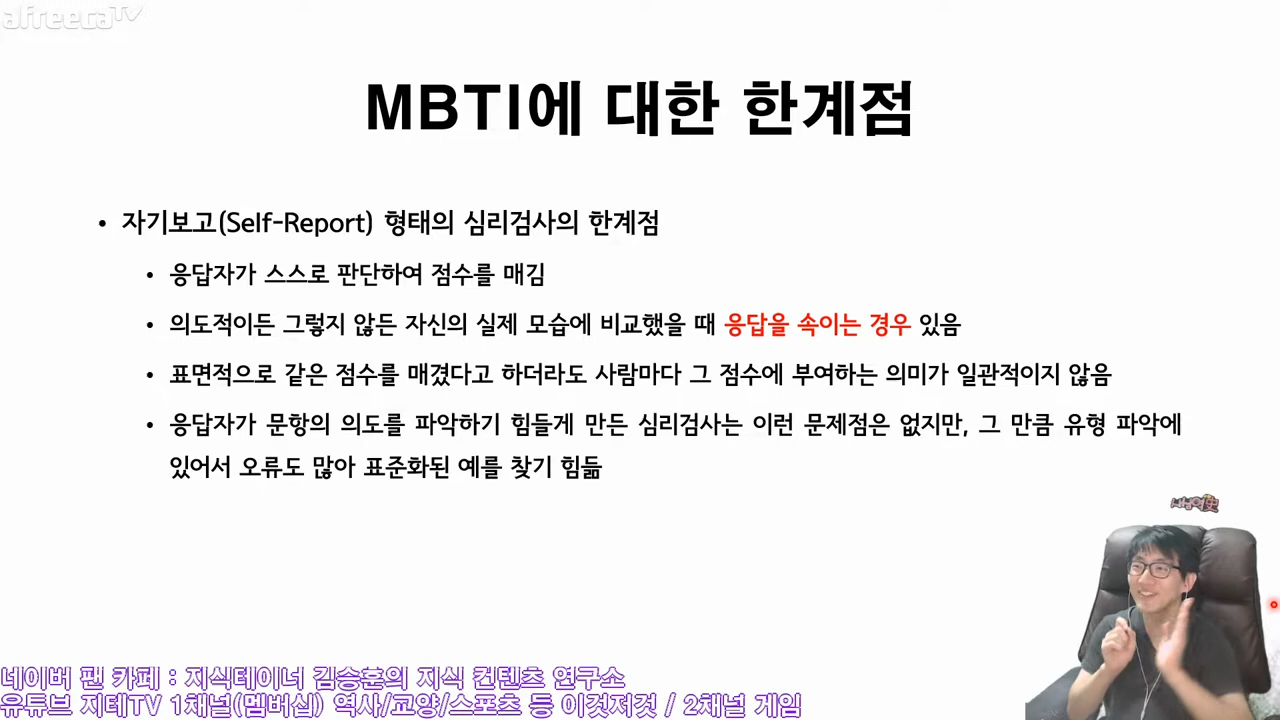 afreecaTV
MBTI에 대한 한계점
• 자기보고(Self-Report) 형태의 심리검사의 한계점
• 응답자가 스스로 판단하여 점수를 매김
• 의도적이든 그렇지 않든 자신의 실제 모습에 비교했을 때 응답을 속이는 경우 있음
• 표면적으로 같은 점수를 매겼다고 하더라도 사람마다 그 점수에 부여하는 의미가 일관적이지 않음
• 응답자가 문항의 의도를 파악하기 힘들게 만든 심리검사는 이런 문제점은 없지만, 그 만큼 유형 파악에
있어서 오류도 많아 표준화된 예를 찾기 힘듦
네이버 팬 카페 : 지식테이너 김승훈의 지식 컨텐츠 연구소
유튜브 지테TV 1채널(멤버십) 역사/교양/스포츠 등 이것저것 / 2채널 게임